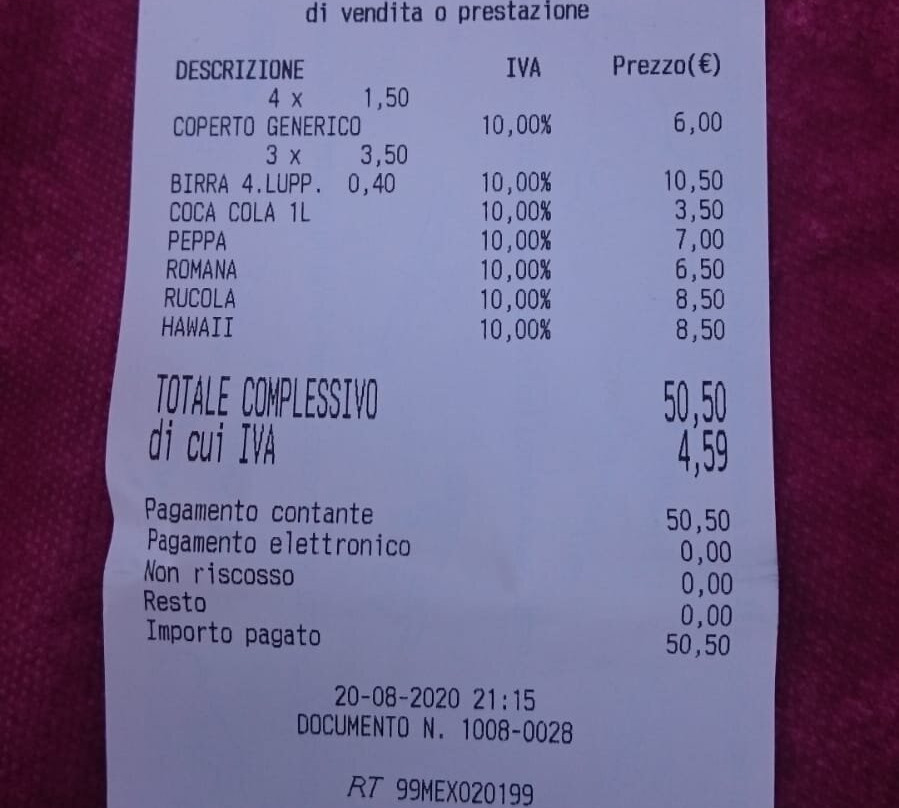 di vendita o prestazione
DESCRIZIONE IVA Prezzo(€)
4 x 1,50
COPERTO GENERICO 10,00% 6,00
3 x 3,50
BIRRA 4.LUPP. 0,40 10,00% 10,50
COCA COLA 1L 10,00% 3,50
PEPPA 10,00% 7,00
ROMANA 10,00% 6,50
RUCOLA 10,00% 8,50
HAWAII 10,00% 8,50
TOTALE COMPLESSIVO 50,50
di cui IVA 4,59
Pagamento contante 50,50
Pagamento elettronico 0,00
Non riscosso 0,00
Resto 0,00
Importo pagato 50,50
20-08-2020 21:15
DOCUMENTO N. 1008-0028
RT 99MEX020199